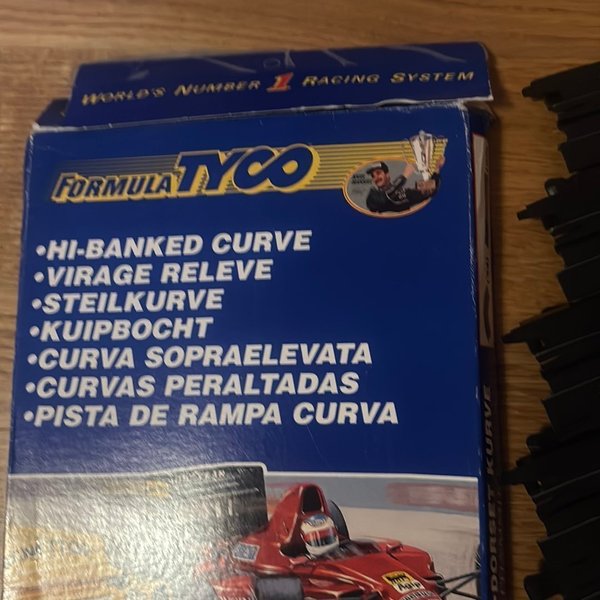 WORLD'S NUMBER 1 RACING SYSTEM
FORMULA TYCO
•HI-BANKED CURVE
•VIRAGE RELEVE
•STEILKURVE
•KUIPBOCHT
•CURVA SOPRAELEVATA
•CURVAS PERALTADAS
•PISTA DE RAMPA CURVA
KURVE